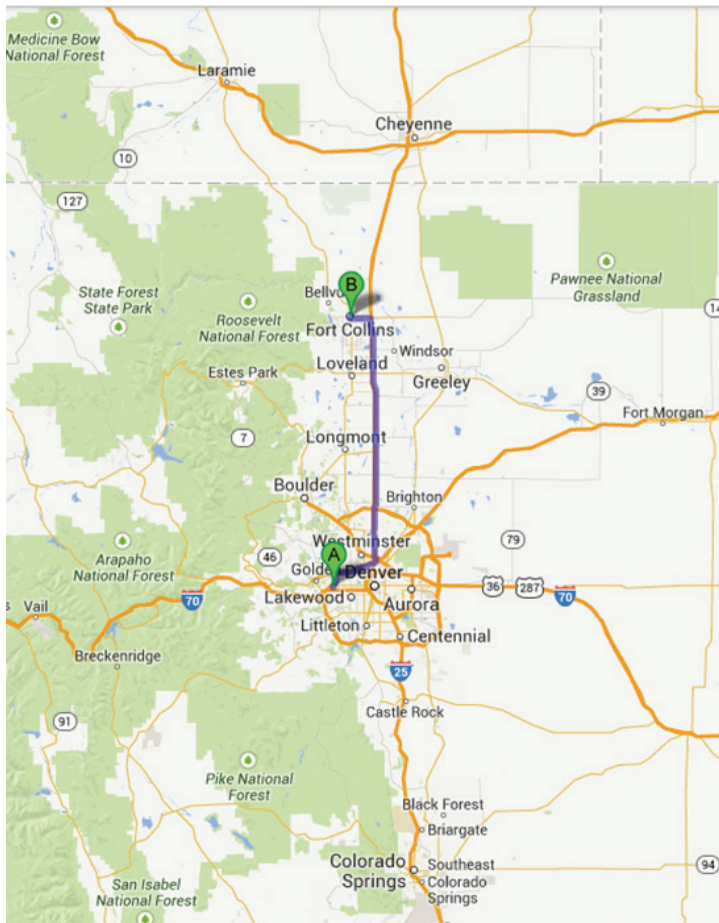 Medicine Bow
National Forest
Laramie
Cheyenne
10
127
State Forest
State Park
Roosevelt
National Forest
Pawnee National
Grassland
B
Fort Collins
14
Windsor
Loveland
Greeley
Estes Park
39
Fort Morgan
7
Longmont
Boulder
Brighton
Arapaho
National Forest
46
Westminster
79
A
Denver
Lakewood
Aurora
36
287
70
70
Vail
Littleton
Centennial
Breckenridge
25
91
Castle Rock
Pike National
Forest
Black Forest
Briargate
Colorado
Springs
Southeast
Colorado
Springs
94
San Isabel
National Forest